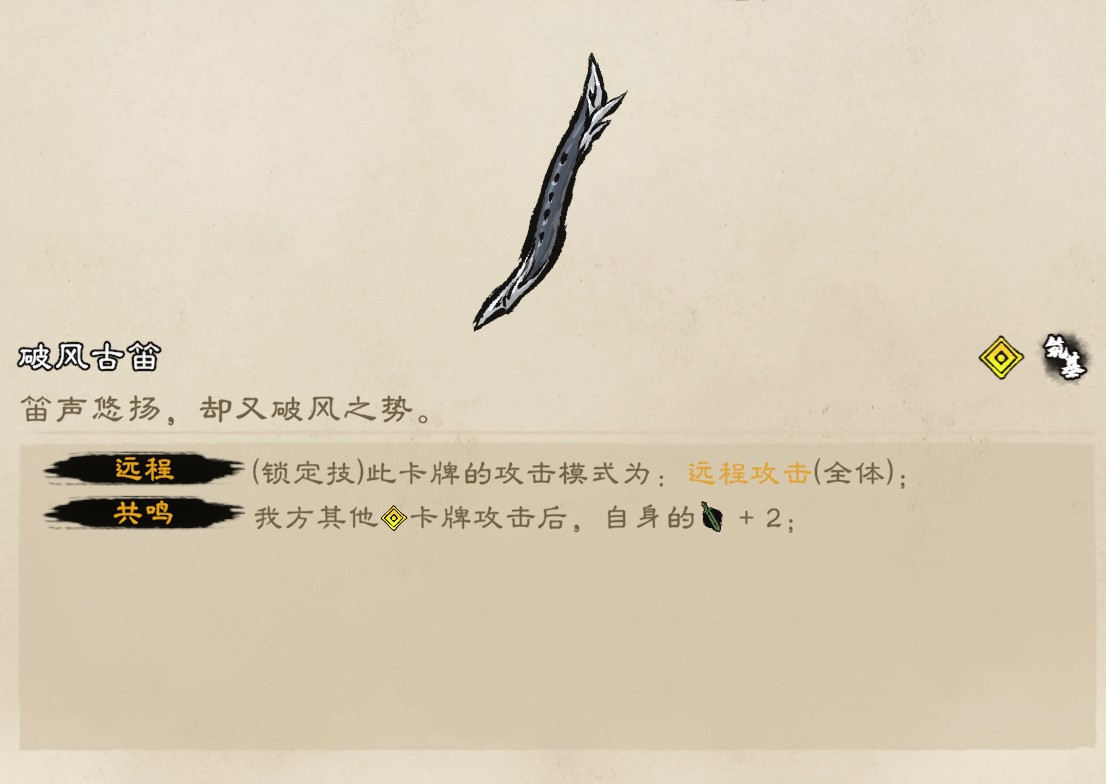 破风古笛
筑基
笛声悠扬，却又破风之势。
远程 (锁定技)此卡牌的攻击模式为：远程攻击(全体)；
共鸣 我方其他卡牌攻击后，自身的 + 2；